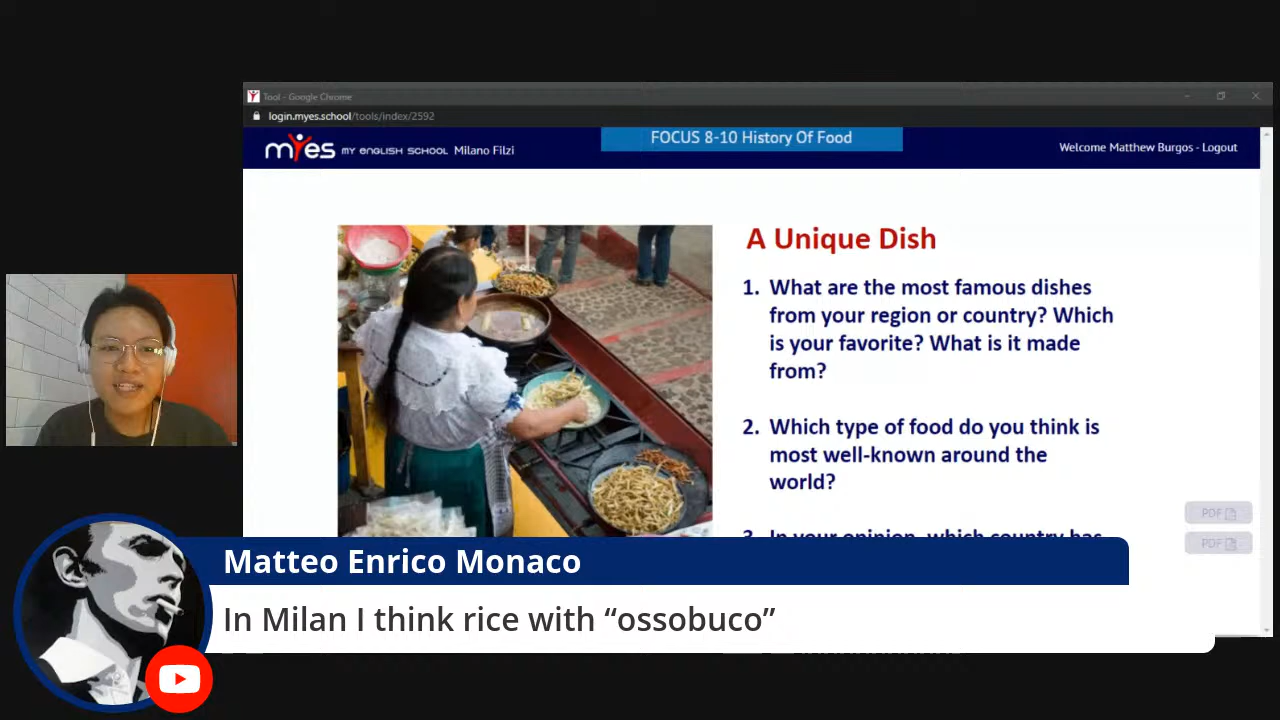 Tool - Google Chrome
login.myes.school/tools/index/2592
FOCUS 8-10 History Of Food
myes MY ENGLISH SCHOOL Milano Filzi
Welcome Matthew Burgos - Logout
A Unique Dish
1. What are the most famous dishes
from your region or country? Which
is your favorite? What is it made
from?
2. Which type of food do you think is
most well-known around the
world?
3. In your opinion, which country has
PDF
PDF
Matteo Enrico Monaco
In Milan I think rice with “ossobuco”